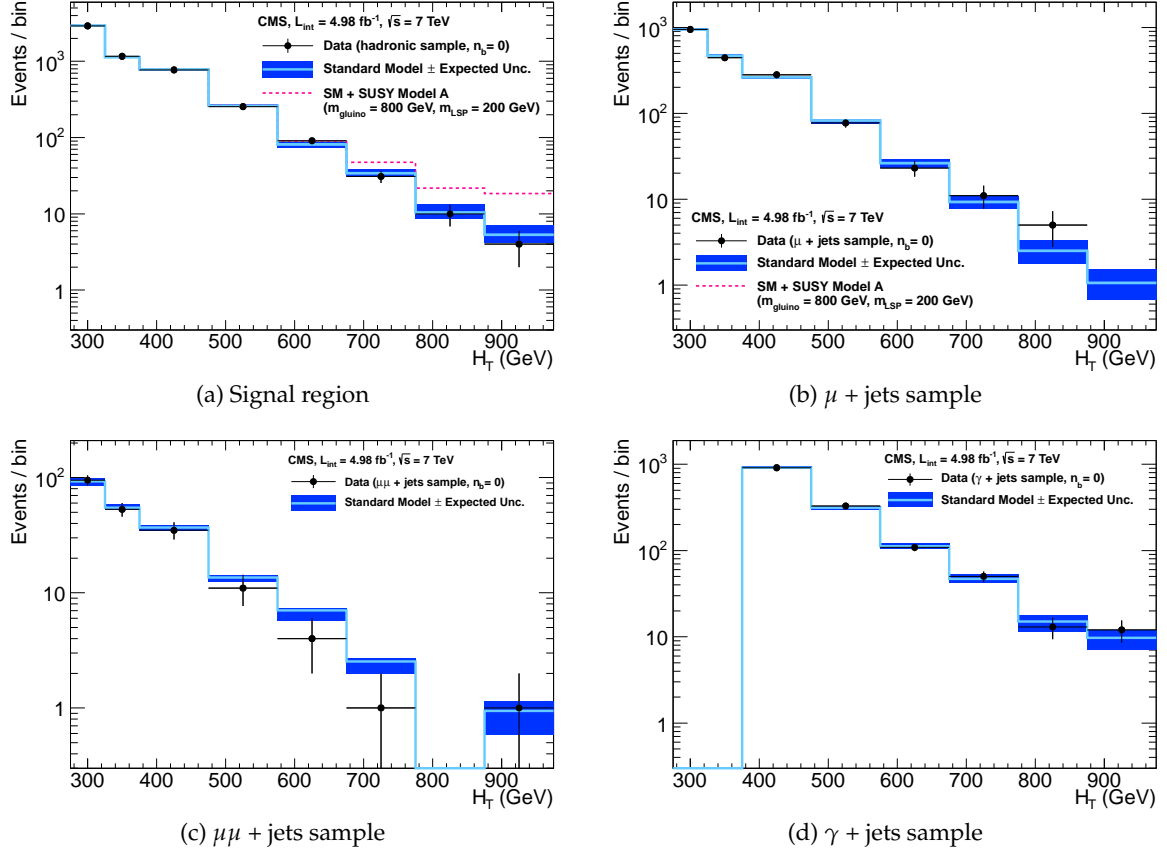 Events / bin
10³
10²
10
1
CMS, L_int = 4.98 fb⁻¹, √s = 7 TeV
Data (hadronic sample, n_b= 0)
Standard Model ± Expected Unc.
SM + SUSY Model A
(m_gluino = 800 GeV, m_LSP = 200 GeV)
300 400 500 600 700 800 900
H_T (GeV)
(a) Signal region
Events / bin
10³
10²
10
1
CMS, L_int = 4.98 fb⁻¹, √s = 7 TeV
Data (μ + jets sample, n_b= 0)
Standard Model ± Expected Unc.
SM + SUSY Model A
(m_gluino = 800 GeV, m_LSP = 200 GeV)
300 400 500 600 700 800 900
H_T (GeV)
(b) μ + jets sample
Events / bin
10²
10
1
CMS, L_int = 4.98 fb⁻¹, √s = 7 TeV
Data (μμ + jets sample, n_b= 0)
Standard Model ± Expected Unc.
300 400 500 600 700 800 900
H_T (GeV)
(c) μμ + jets sample
Events / bin
10³
10²
10
1
CMS, L_int = 4.98 fb⁻¹, √s = 7 TeV
Data (γ + jets sample, n_b= 0)
Standard Model ± Expected Unc.
300 400 500 600 700 800 900
H_T (GeV)
(d) γ + jets sample